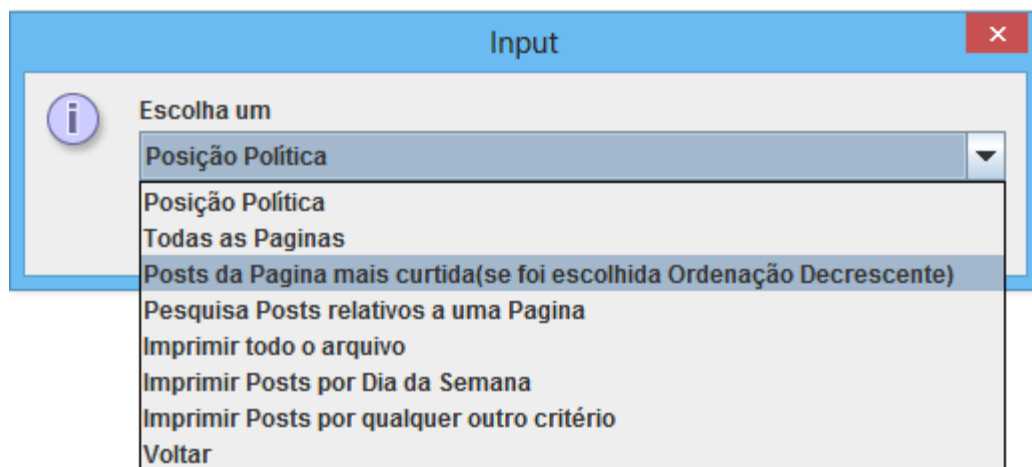 Input
Escolha um
Posição Política
Posição Política
Todas as Paginas
Posts da Pagina mais curtida(se foi escolhida Ordenação Decrescente)
Pesquisa Posts relativos a uma Pagina
Imprimir todo o arquivo
Imprimir Posts por Dia da Semana
Imprimir Posts por qualquer outro critério
Voltar